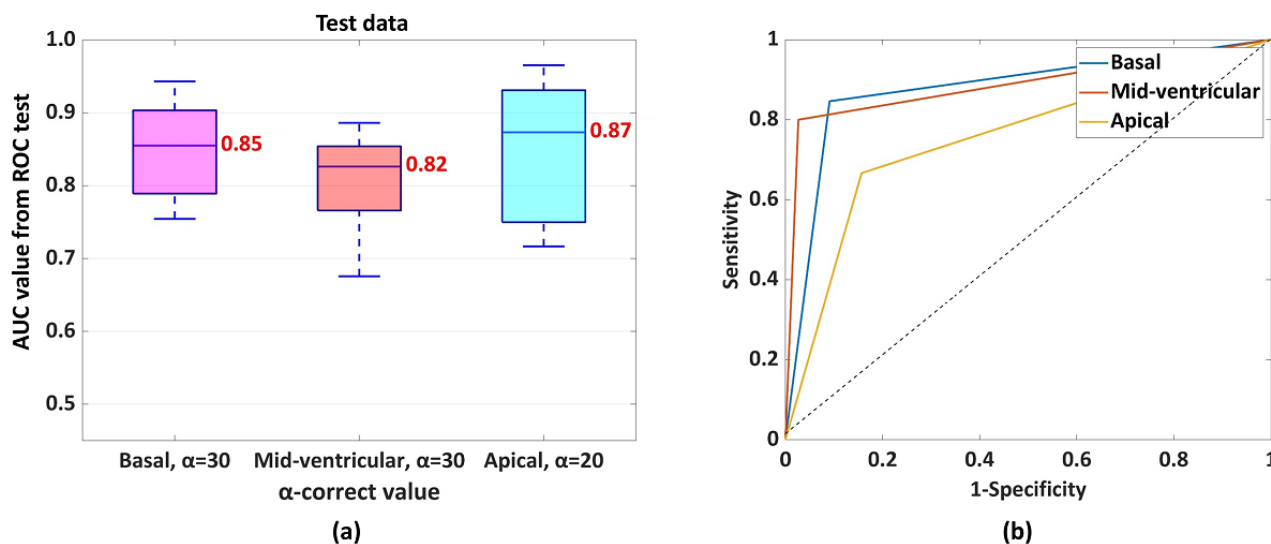 Test data
AUC value from ROC test
1.0
0.9
0.8
0.7
0.6
0.5
0.85
0.82
0.87
Basal, α=30
Mid-ventricular, α=30
Apical, α=20
α-correct value
(a)
Sensitivity
1
0.8
0.6
0.4
0.2
0
Basal
Mid-ventricular
Apical
0
0.2
0.4
0.6
0.8
1
1-Specificity
(b)